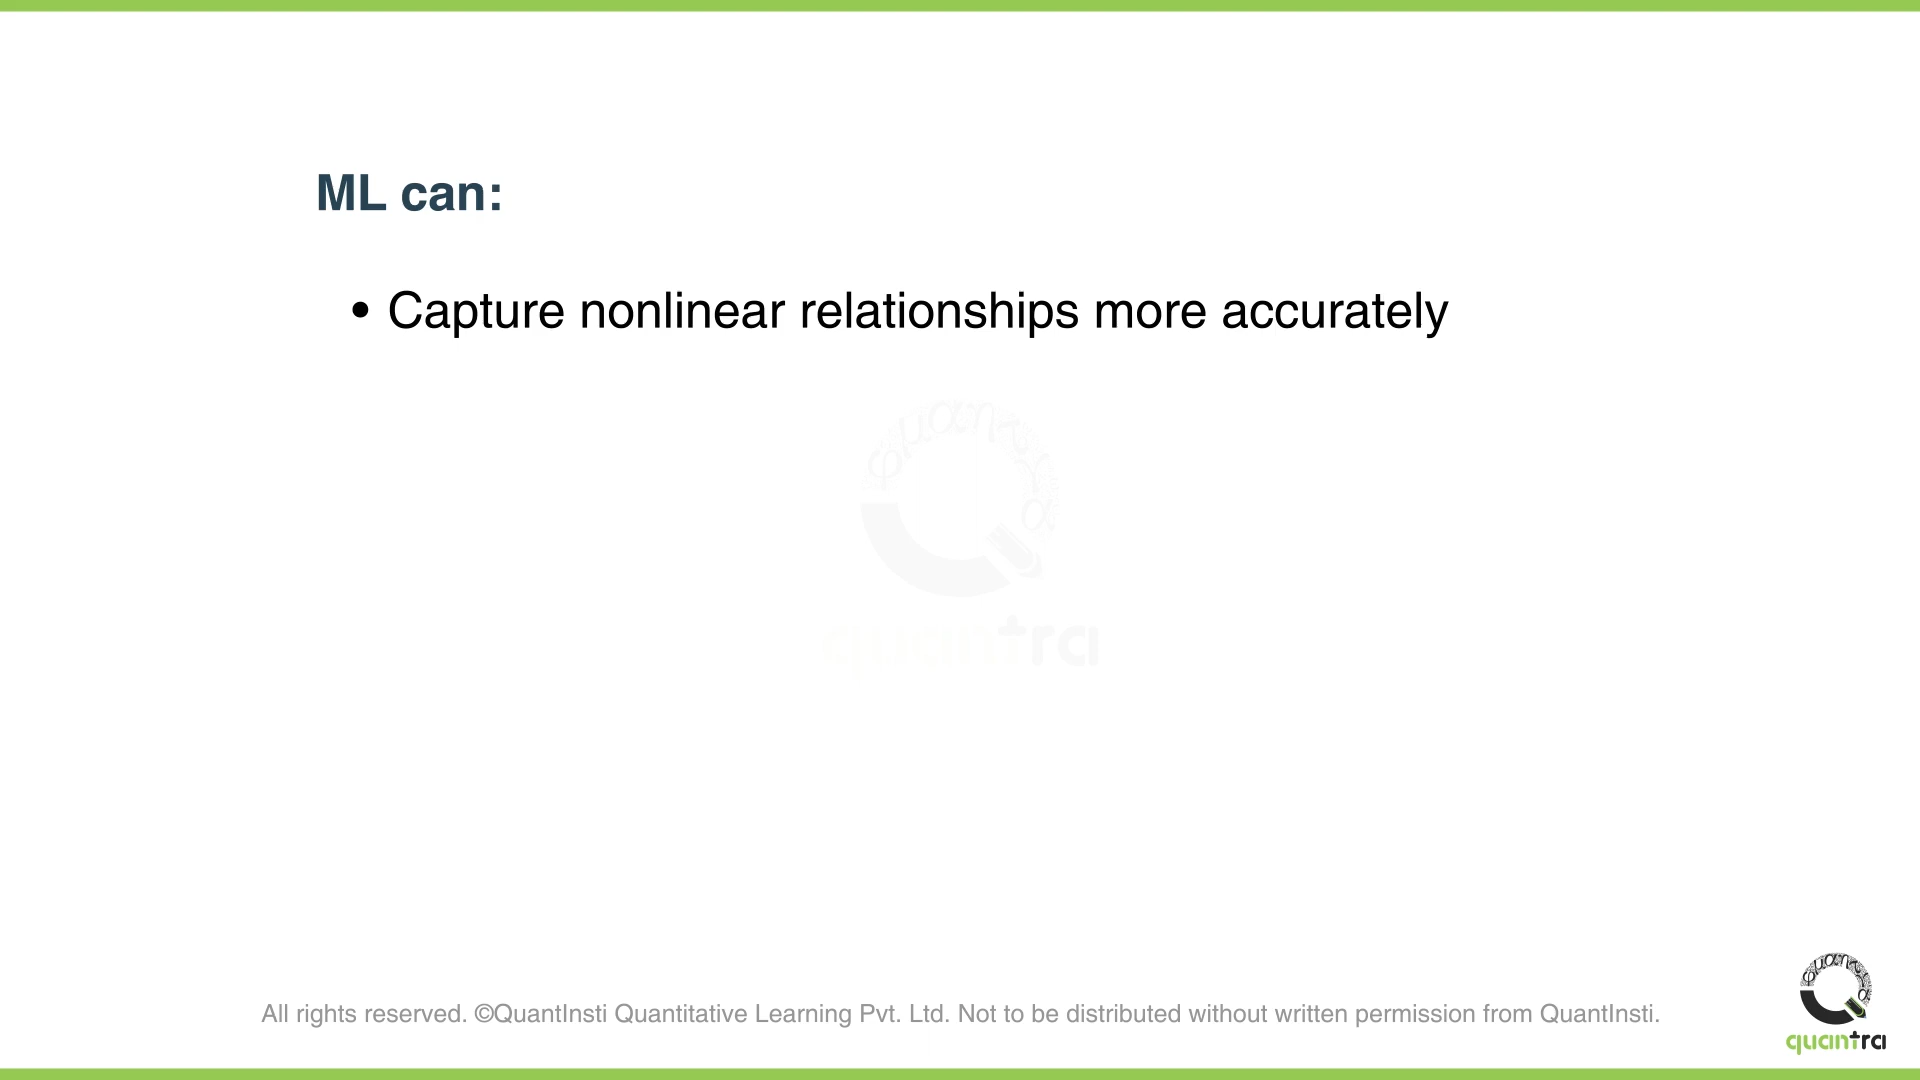 ML can:
• Capture nonlinear relationships more accurately
quantra
All rights reserved. ©QuantInsti Quantitative Learning Pvt. Ltd. Not to be distributed without written permission from QuantInsti.
quantra